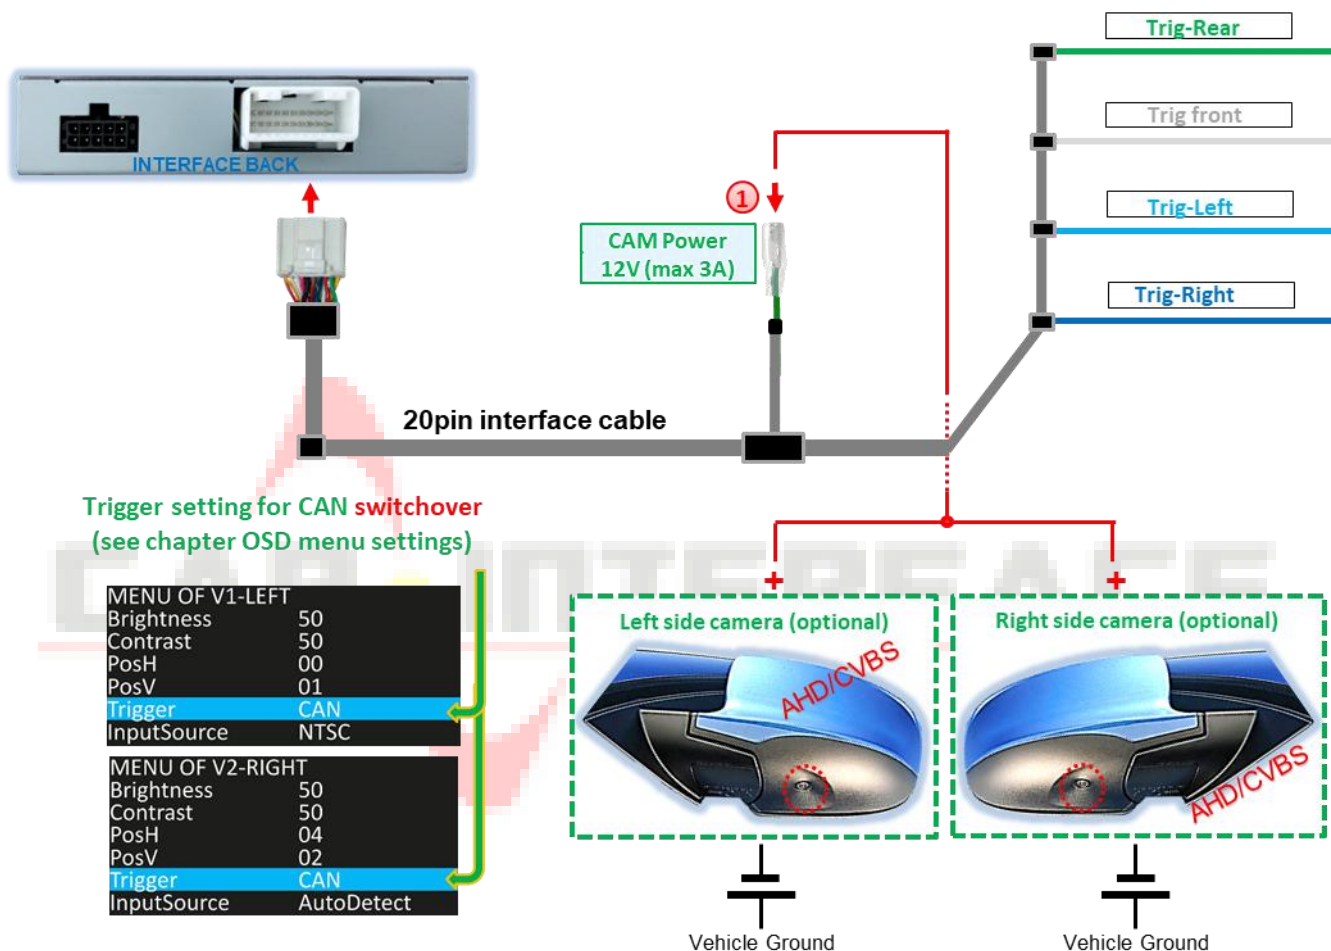 Trig-Rear
Trig front
Trig-Left
Trig-Right
INTERFACE BACK
1
CAM Power
12V (max 3A)
20pin interface cable
Trigger setting for CAN switchover
(see chapter OSD menu settings)
CAR INTERFACE
MENU OF V1-LEFT
Brightness 50
Contrast 50
PosH 00
PosV 01
Trigger CAN
InputSource NTSC
MENU OF V2-RIGHT
Brightness 50
Contrast 50
PosH 04
PosV 02
Trigger CAN
InputSource AutoDetect
+
+
Left side camera (optional)
AHD/CVBS
Right side camera (optional)
AHD/CVBS
Vehicle Ground
Vehicle Ground